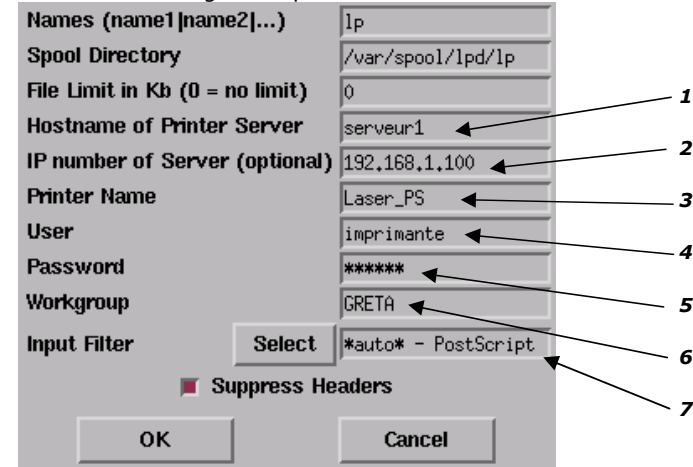 Names (name1|name2|...) lp
Spool Directory /var/spool/lpd/lp
File Limit in Kb (0 = no limit) 0
Hostname of Printer Server serveur1 1
IP number of Server (optional) 192.168.1.100 2
Printer Name Laser_PS 3
User imprimante 4
Password ****** 5
Workgroup GRETA 6
Input Filter Select *auto* - PostScript 7
Suppress Headers
OK Cancel